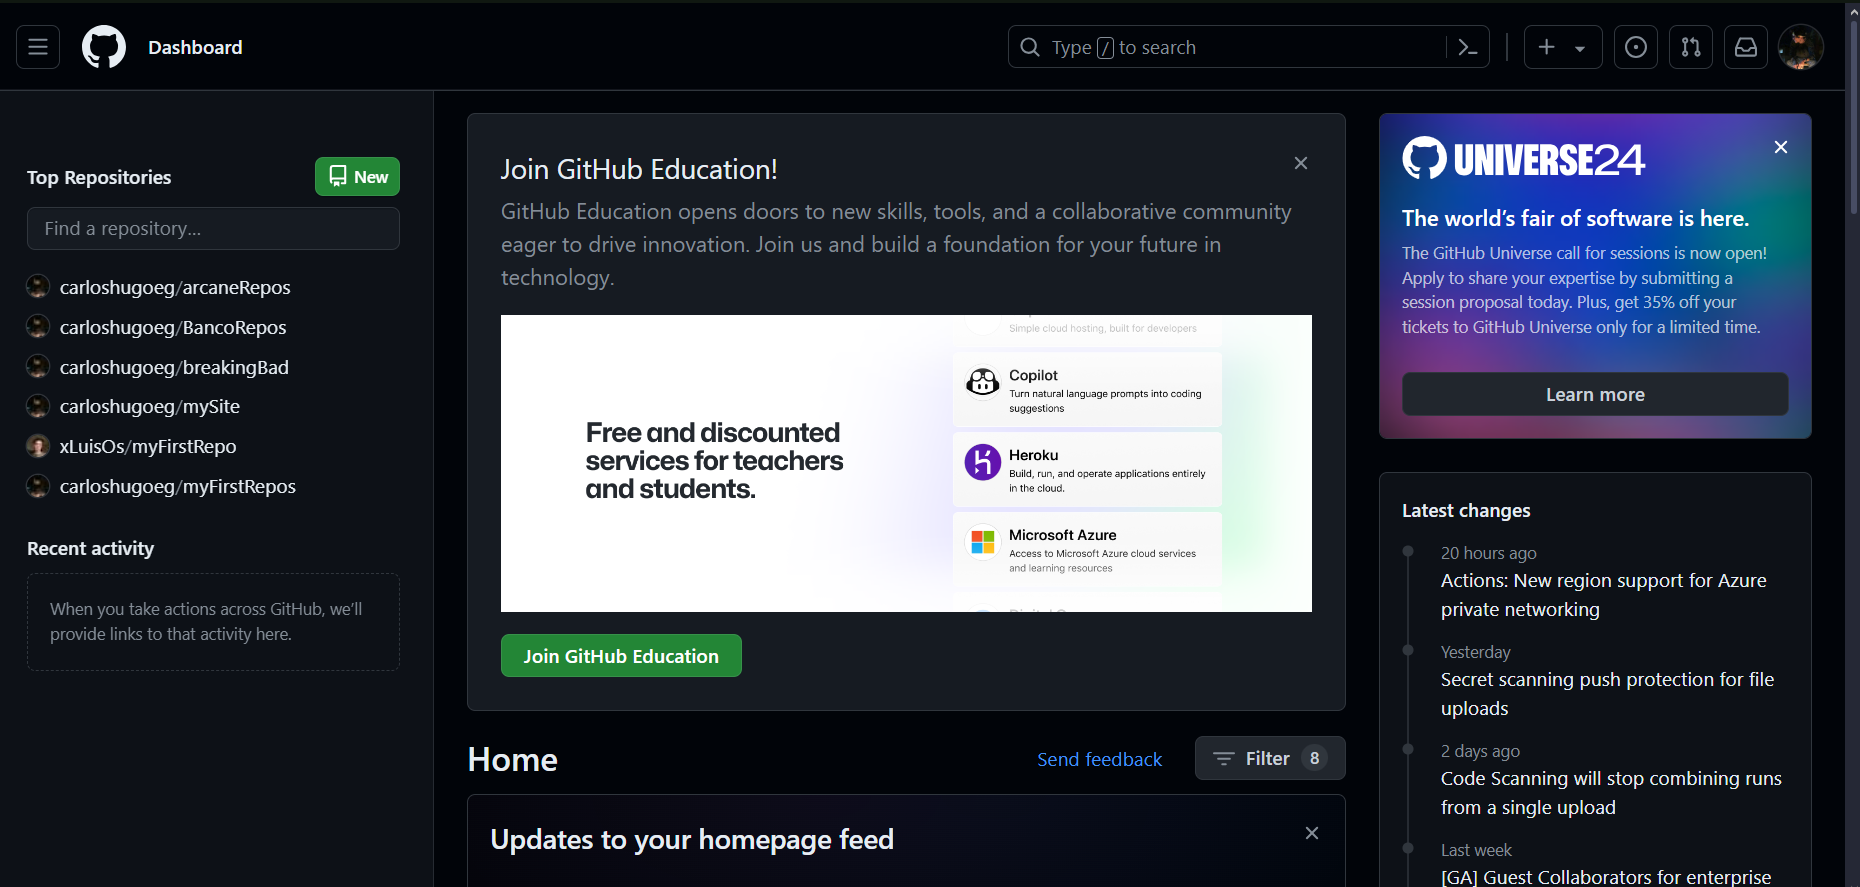 Dashboard
Type / to search
Top Repositories
New
Find a repository...
carloshugoeg/arcaneRepos
carloshugoeg/BancoRepos
carloshugoeg/breakingBad
carloshugoeg/mySite
xLuisOs/myFirstRepo
carloshugoeg/myFirstRepos
Recent activity
When you take actions across GitHub, we'll
provide links to that activity here.
Join GitHub Education!
GitHub Education opens doors to new skills, tools, and a collaborative community
eager to drive innovation. Join us and build a foundation for your future in
technology.
Free and discounted
services for teachers
and students.
Simple cloud hosting, built for developers
Copilot
Turn natural language prompts into coding
suggestions
Heroku
Build, run, and operate applications entirely
in the cloud.
Microsoft Azure
Access to Microsoft Azure cloud services
and learning resources
Join GitHub Education
Home
Send feedback
Filter 8
Updates to your homepage feed
UNIVERSE24
The world's fair of software is here.
The GitHub Universe call for sessions is now open!
Apply to share your expertise by submitting a
session proposal today. Plus, get 35% off your
tickets to GitHub Universe only for a limited time.
Learn more
Latest changes
20 hours ago
Actions: New region support for Azure
private networking
Yesterday
Secret scanning push protection for file
uploads
2 days ago
Code Scanning will stop combining runs
from a single upload
Last week
[GA] Guest Collaborators for enterprise